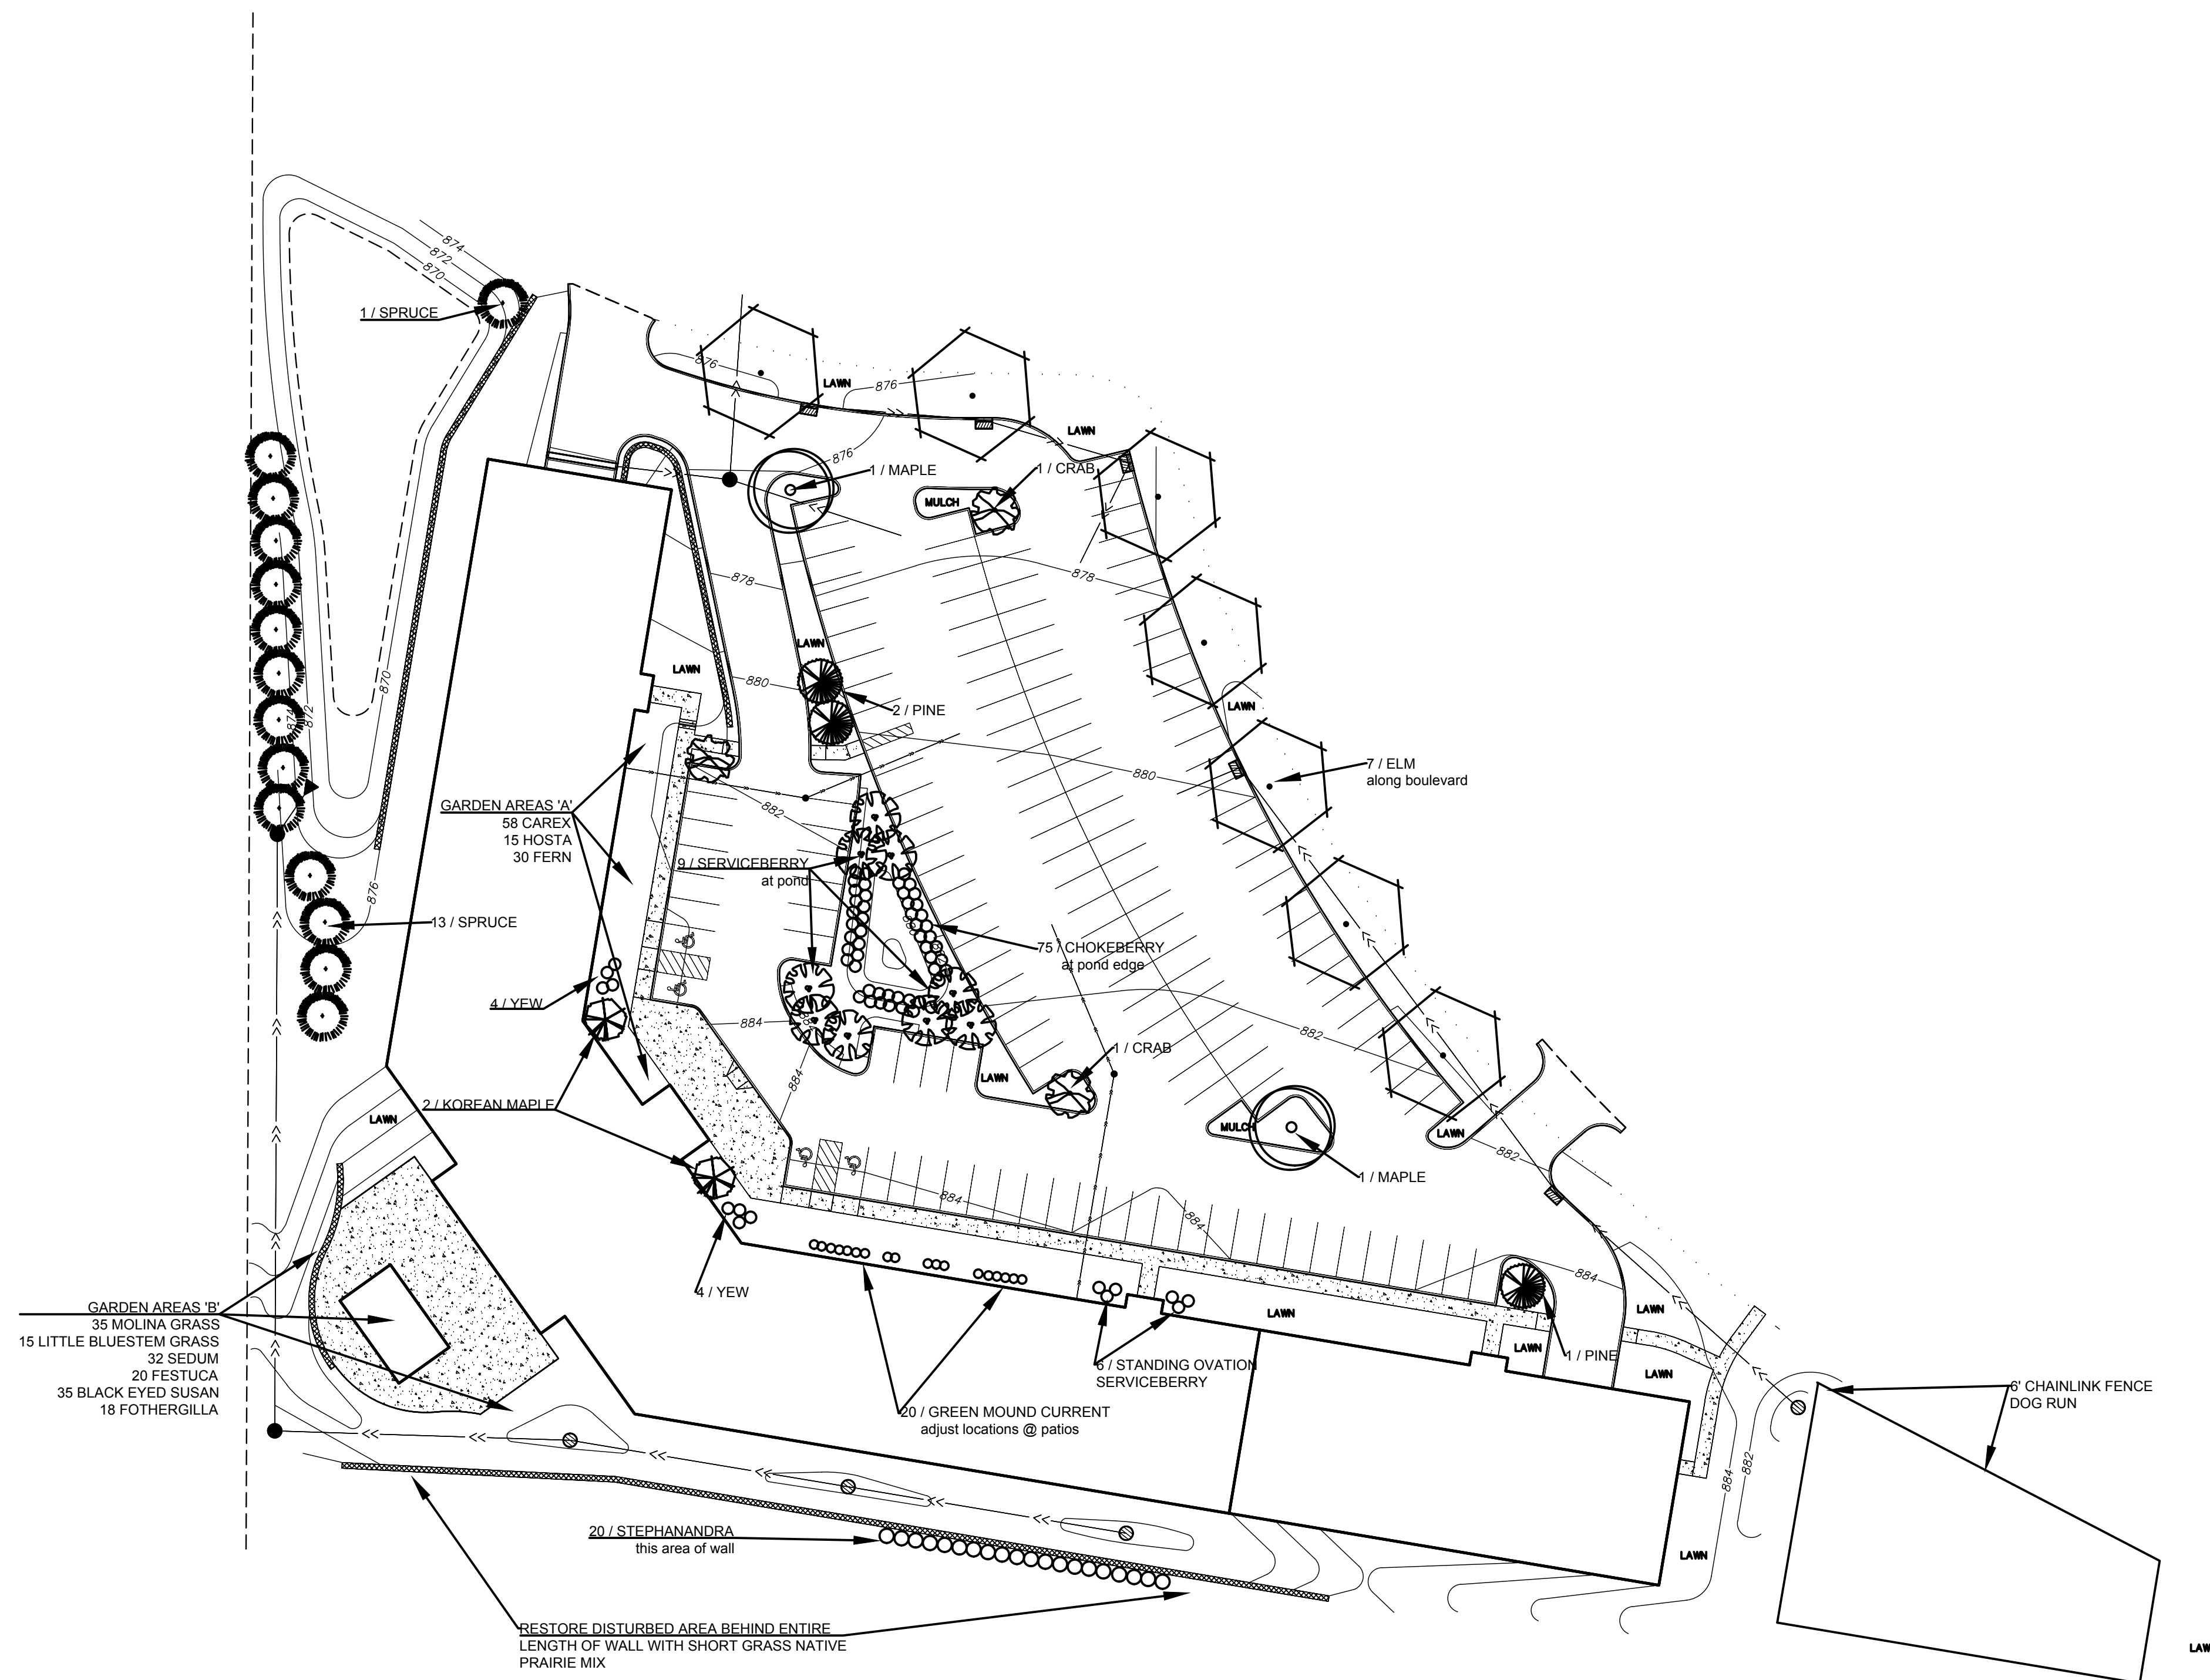 874
872
870
1 / SPRUCE
876
LAWN
876
LAWN
876
1 / MAPLE
1 / CRAB
MULCH
878
878
LAWN
LAWN
870
880
2 / PINE
LAWN
874
872
7 / ELM
along boulevard
880
GARDEN AREAS 'A'
58 CAREX
15 HOSTA
30 FERN
882
9 / SERVICEBERRY
at pond
876
13 / SPRUCE
880
75 / CHOKEBERRY
at pond edge
4 / YEW
884
884
882
1 / CRAB
884
LAWN
2 / KOREAN MAPLE
LAWN
MULCH
LAWN
882
1 / MAPLE
884
884
4 / YEW
884
LAWN
LAWN
GARDEN AREAS 'B'
35 MOLINA GRASS
15 LITTLE BLUESTEM GRASS
32 SEDUM
20 FESTUCA
35 BLACK EYED SUSAN
18 FOTHERGILLA
LAWN
1 / PINE
6 / STANDING OVATION
SERVICEBERRY
LAWN
6' CHAINLINK FENCE
DOG RUN
20 / GREEN MOUND CURRENT
adjust locations @ patios
882
884
20 / STEPHANANDRA
this area of wall
LAWN
RESTORE DISTURBED AREA BEHIND ENTIRE
LENGTH OF WALL WITH SHORT GRASS NATIVE
PRAIRIE MIX
LAW